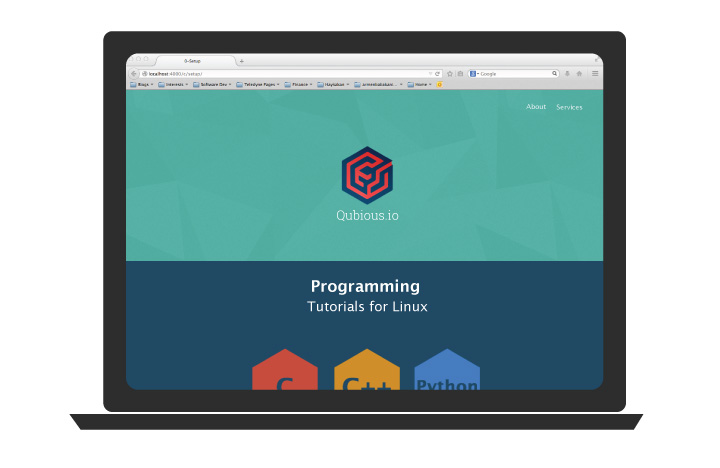 0-Setup
localhost:4000/c/setup/
Google
Blogs
Interests
Software Dev
Teledyne Pages
Finance
Haystabair
Home
About
Services
Qubious.io
Programming
Tutorials for Linux
C
C++
Python